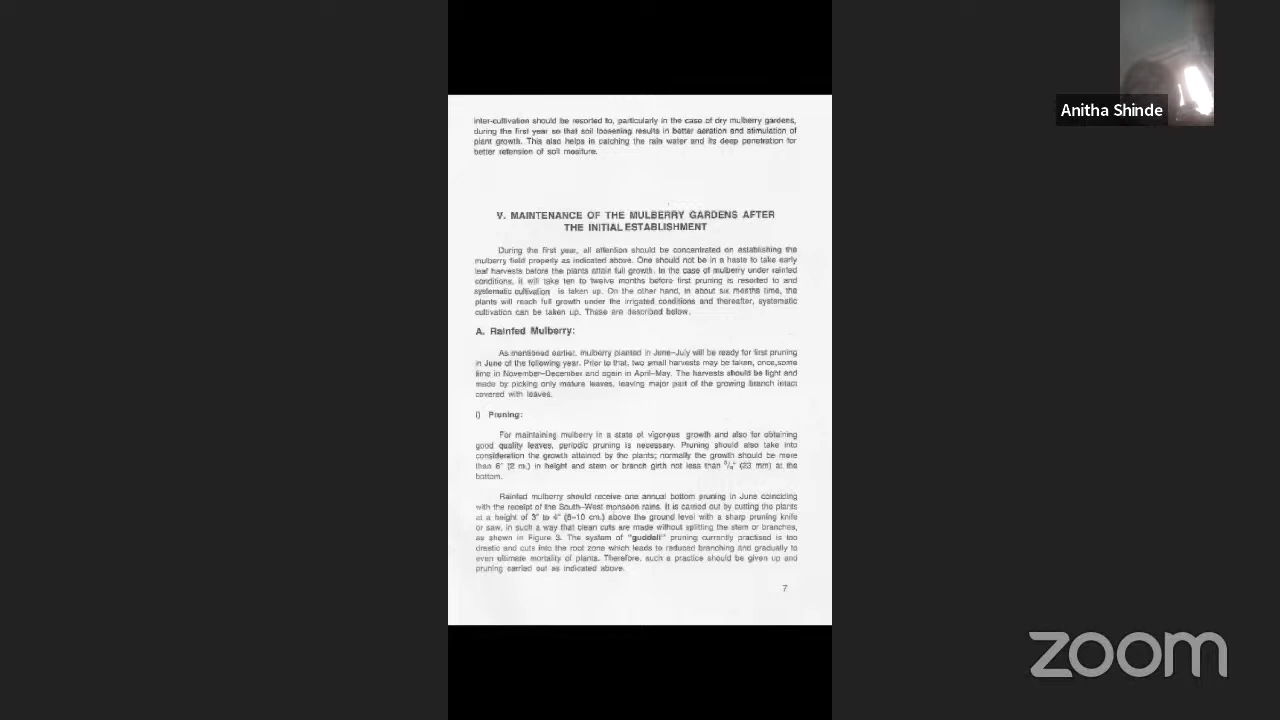 Anitha Shinde
inter-cultivation should be resorted to, particularly in the case of dry mulberry gardens,
during the first year so that soil loosening results in better aeration and stimulation of
plant growth. This also helps in catching the rain water and its deep penetration for
better retension of soil mositure.
V. MAINTENANCE OF THE MULBERRY GARDENS AFTER
THE INITIAL ESTABLISHMENT
During the first year, all attention should be concentrated on establishing the
mulberry field properly as indicated above. One should not be in a haste to take early
leaf harvests before the plants attain full growth. In the case of mulberry under rainfed
conditions, it will take ten to twelve months before first pruning is resorted to and
systematic cultivation is taken up. On the other hand, in about six months time, the
plants will reach full growth under the irrigated conditions and thereafter, systematic
cultivation can be taken up. These are described below.
A. Rainfed Mulberry:
As mentioned earlier, mulberry planted in June-July will be ready for first pruning
in June of the following year. Prior to that, two small harvests may be taken, once,some
time in November-December and again in April-May. The harvests should be light and
made by picking only mature leaves, leaving major part of the growing branch intact
covered with leaves.
i) Pruning:
For maintaining mulberry in a state of vigorous growth and also for obtaining
good quality leaves, periodic pruning is necessary. Pruning should also take into
consideration the growth attained by the plants; normally the growth should be more
than 6" (2 m.) in height and stem or branch girth not less than (23 mm) at the
bottom.
Rainfed mulberry should receive one annual bottom pruning in June coinciding
with the receipt of the South-West monsoon rains. It is carried out by cutting the plants
at a height of 3" to 4" (8-10 cm.) above the ground level with a sharp pruning knife
or saw, in such a way that clean cuts are made without splitting the stem or branches,
as shown in Figure 3. The system of "guddali" pruning currently practised is too
drastic and cuts into the root zone which leads to reduced branching and gradually to
even ultimate mortality of plants. Therefore, such a practice should be given up and
pruning carried out as indicated above.
7
zoom